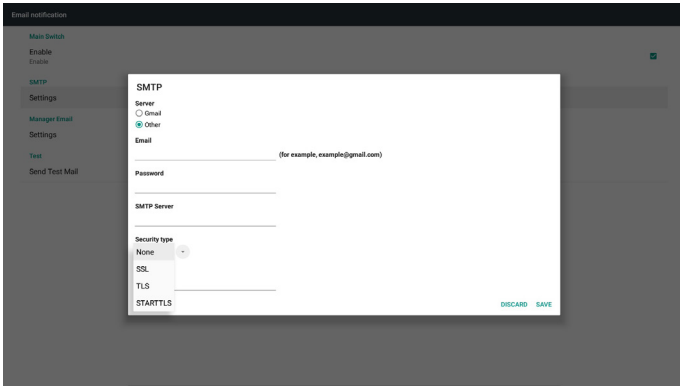 Email notification
Main Switch
Enable
Enable
SMTP
Settings
Manager Email
Settings
Test
Send Test Mail
SMTP
Server
Gmail
Other
Email
(for example, example@gmail.com)
Password
SMTP Server
Security type
None
SSL
TLS
STARTTLS
DISCARD SAVE